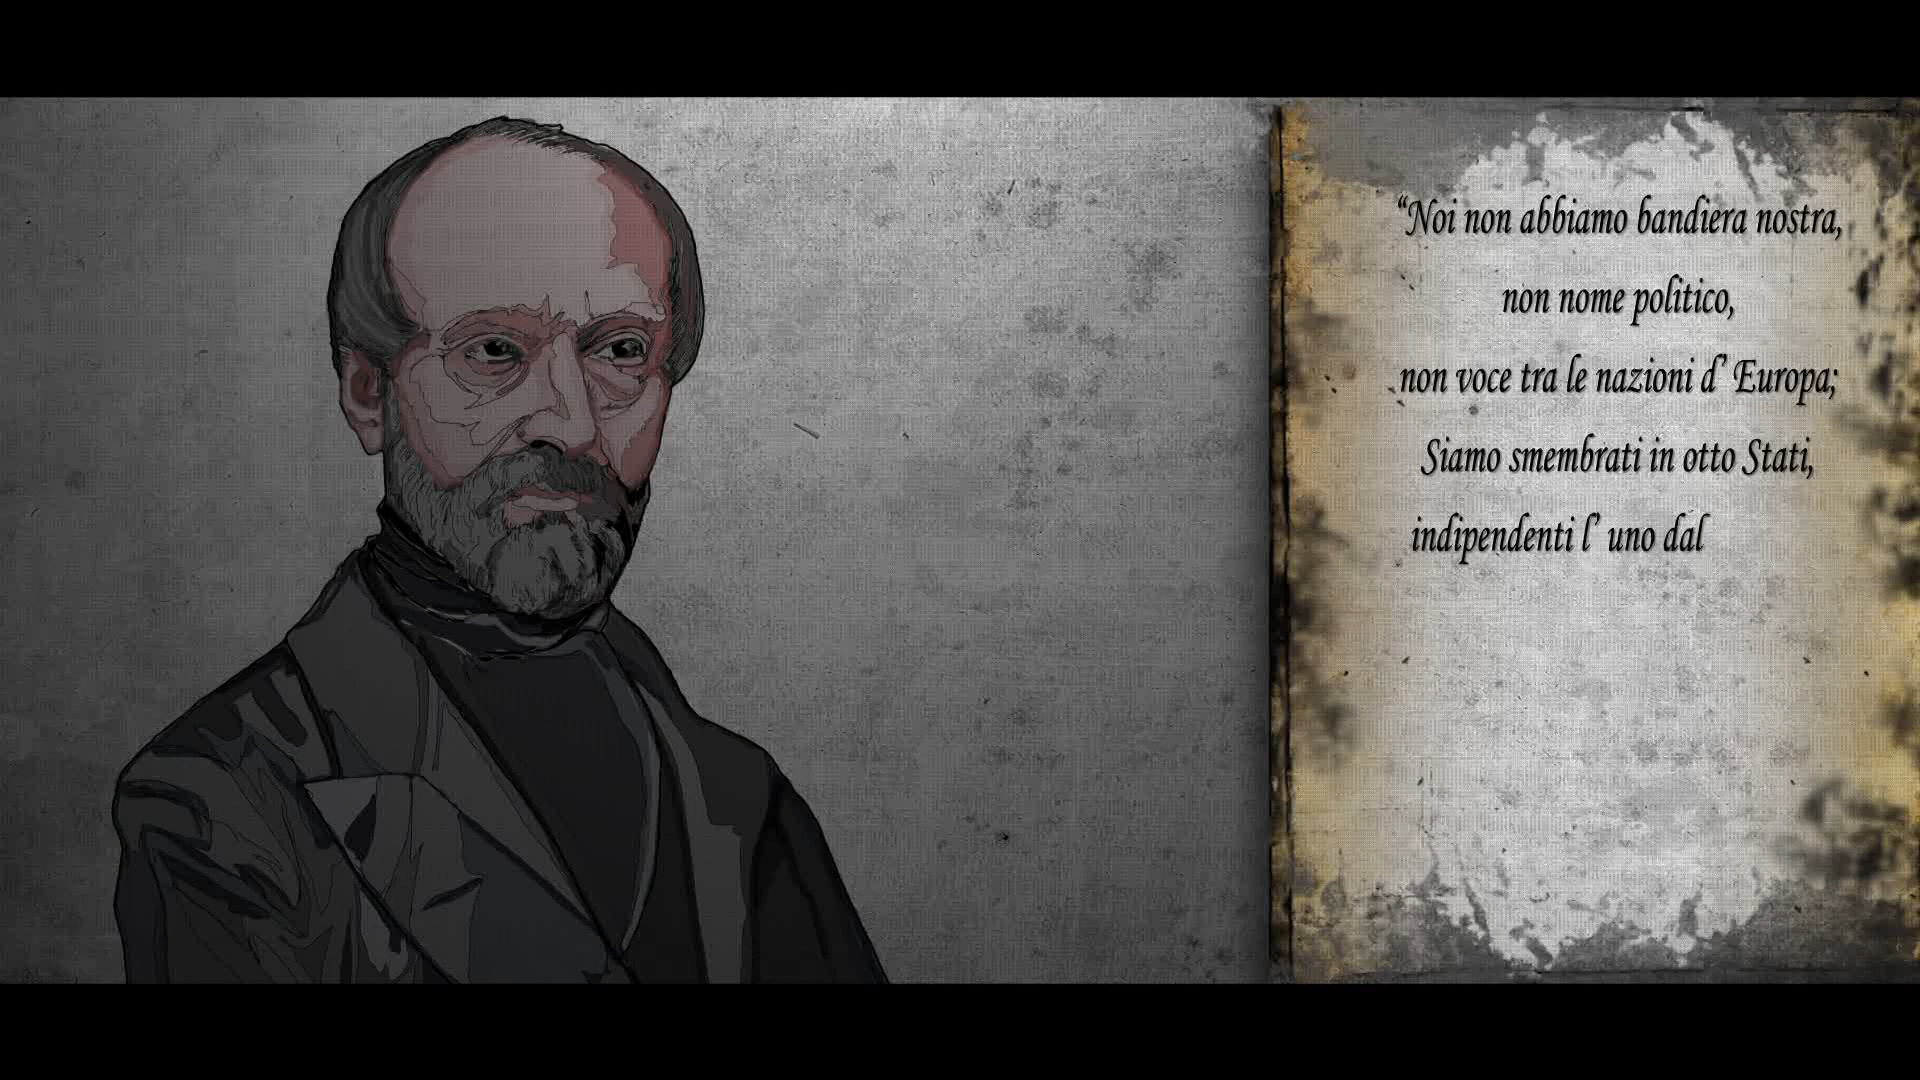 “Noi non abbiamo bandiera nostra,
non nome politico,
non voce tra le nazioni d’ Europa;
Siamo smembrati in otto Stati,
indipendenti l’ uno dal